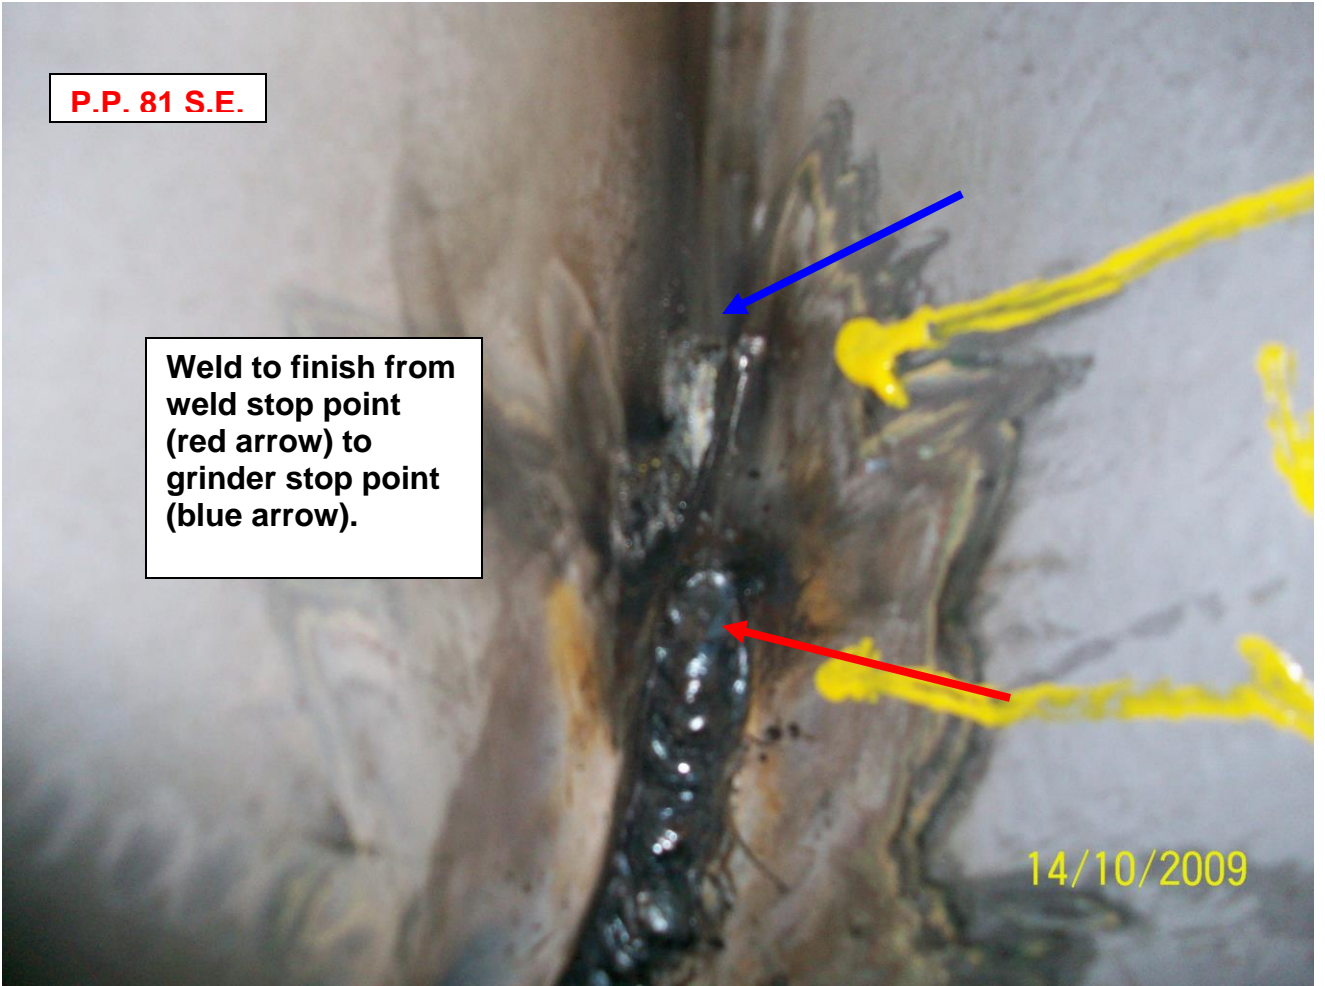 P.P. 81 S.E.
Weld to finish from
weld stop point
(red arrow) to
grinder stop point
(blue arrow).
14/10/2009